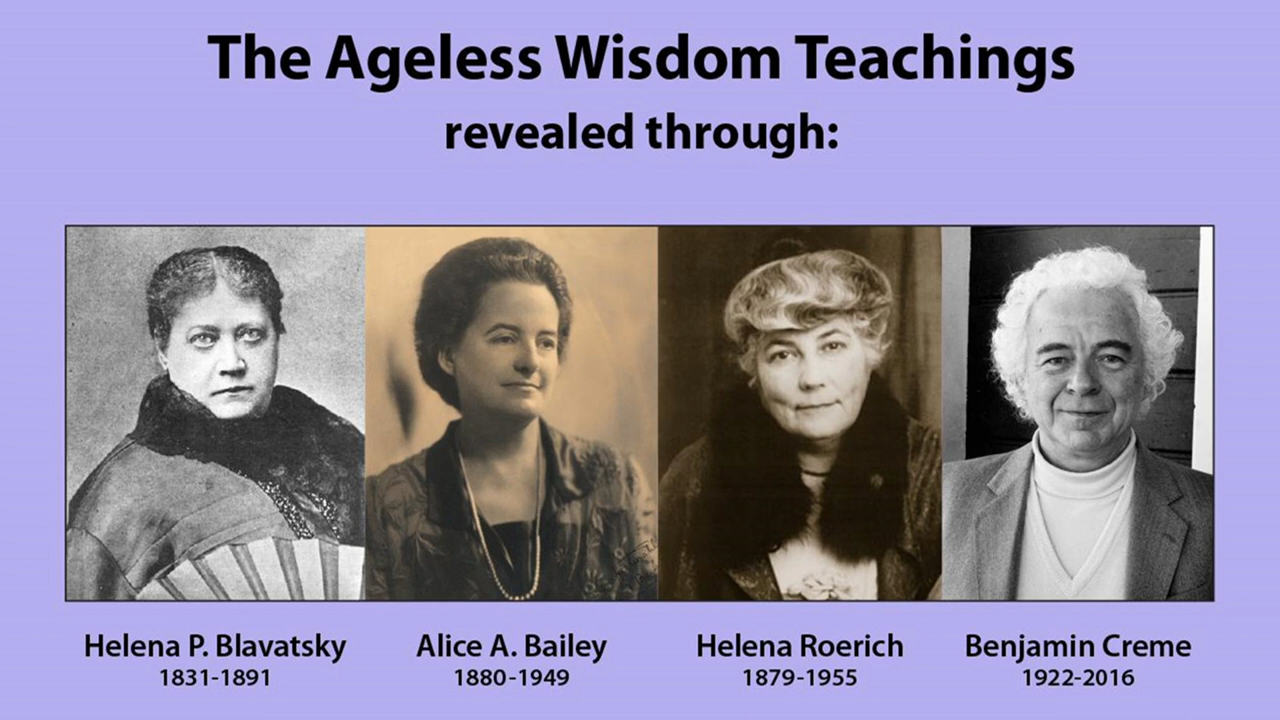 The Ageless Wisdom Teachings
revealed through:
Helena P. Blavatsky
1831-1891
Alice A. Bailey
1880-1949
Helena Roerich
1879-1955
Benjamin Creme
1922-2016